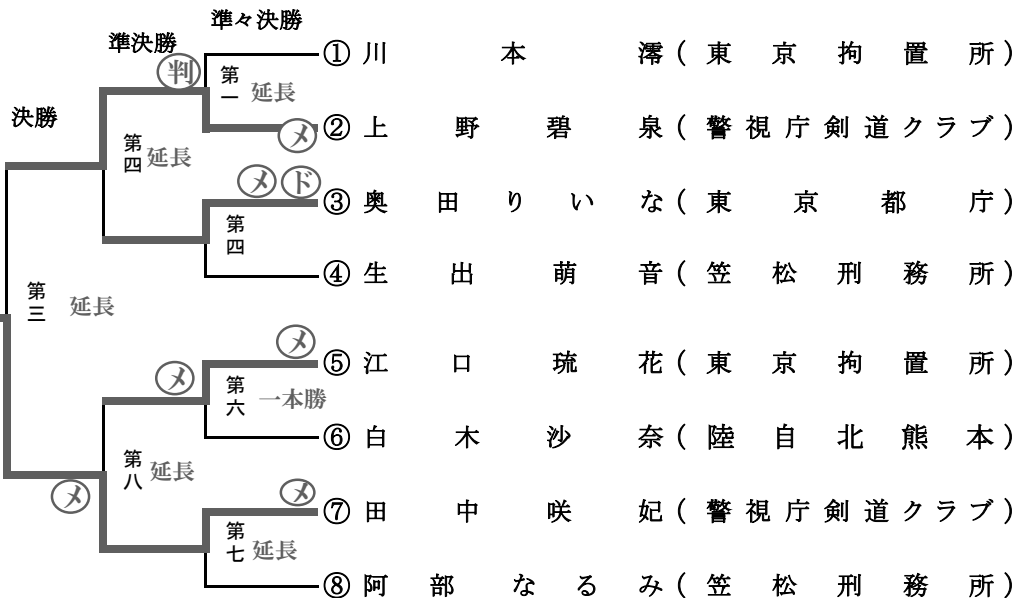 準々決勝
準決勝
決勝
① 川本澪（東京拘置所）
判
第一 延長
② 上野碧泉（警視庁剣道クラブ）
メ
第四 延長
メ ド
③ 奥田りいな（東京都庁）
第四
④ 生出萌音（笠松刑務所）
第三 延長
メ
⑤ 江口琉花（東京拘置所）
メ
第六 一本勝
⑥ 白木沙奈（陸自北熊本）
第八 延長
メ
メ
⑦ 田中咲妃（警視庁剣道クラブ）
第七 延長
⑧ 阿部なるみ（笠松刑務所）